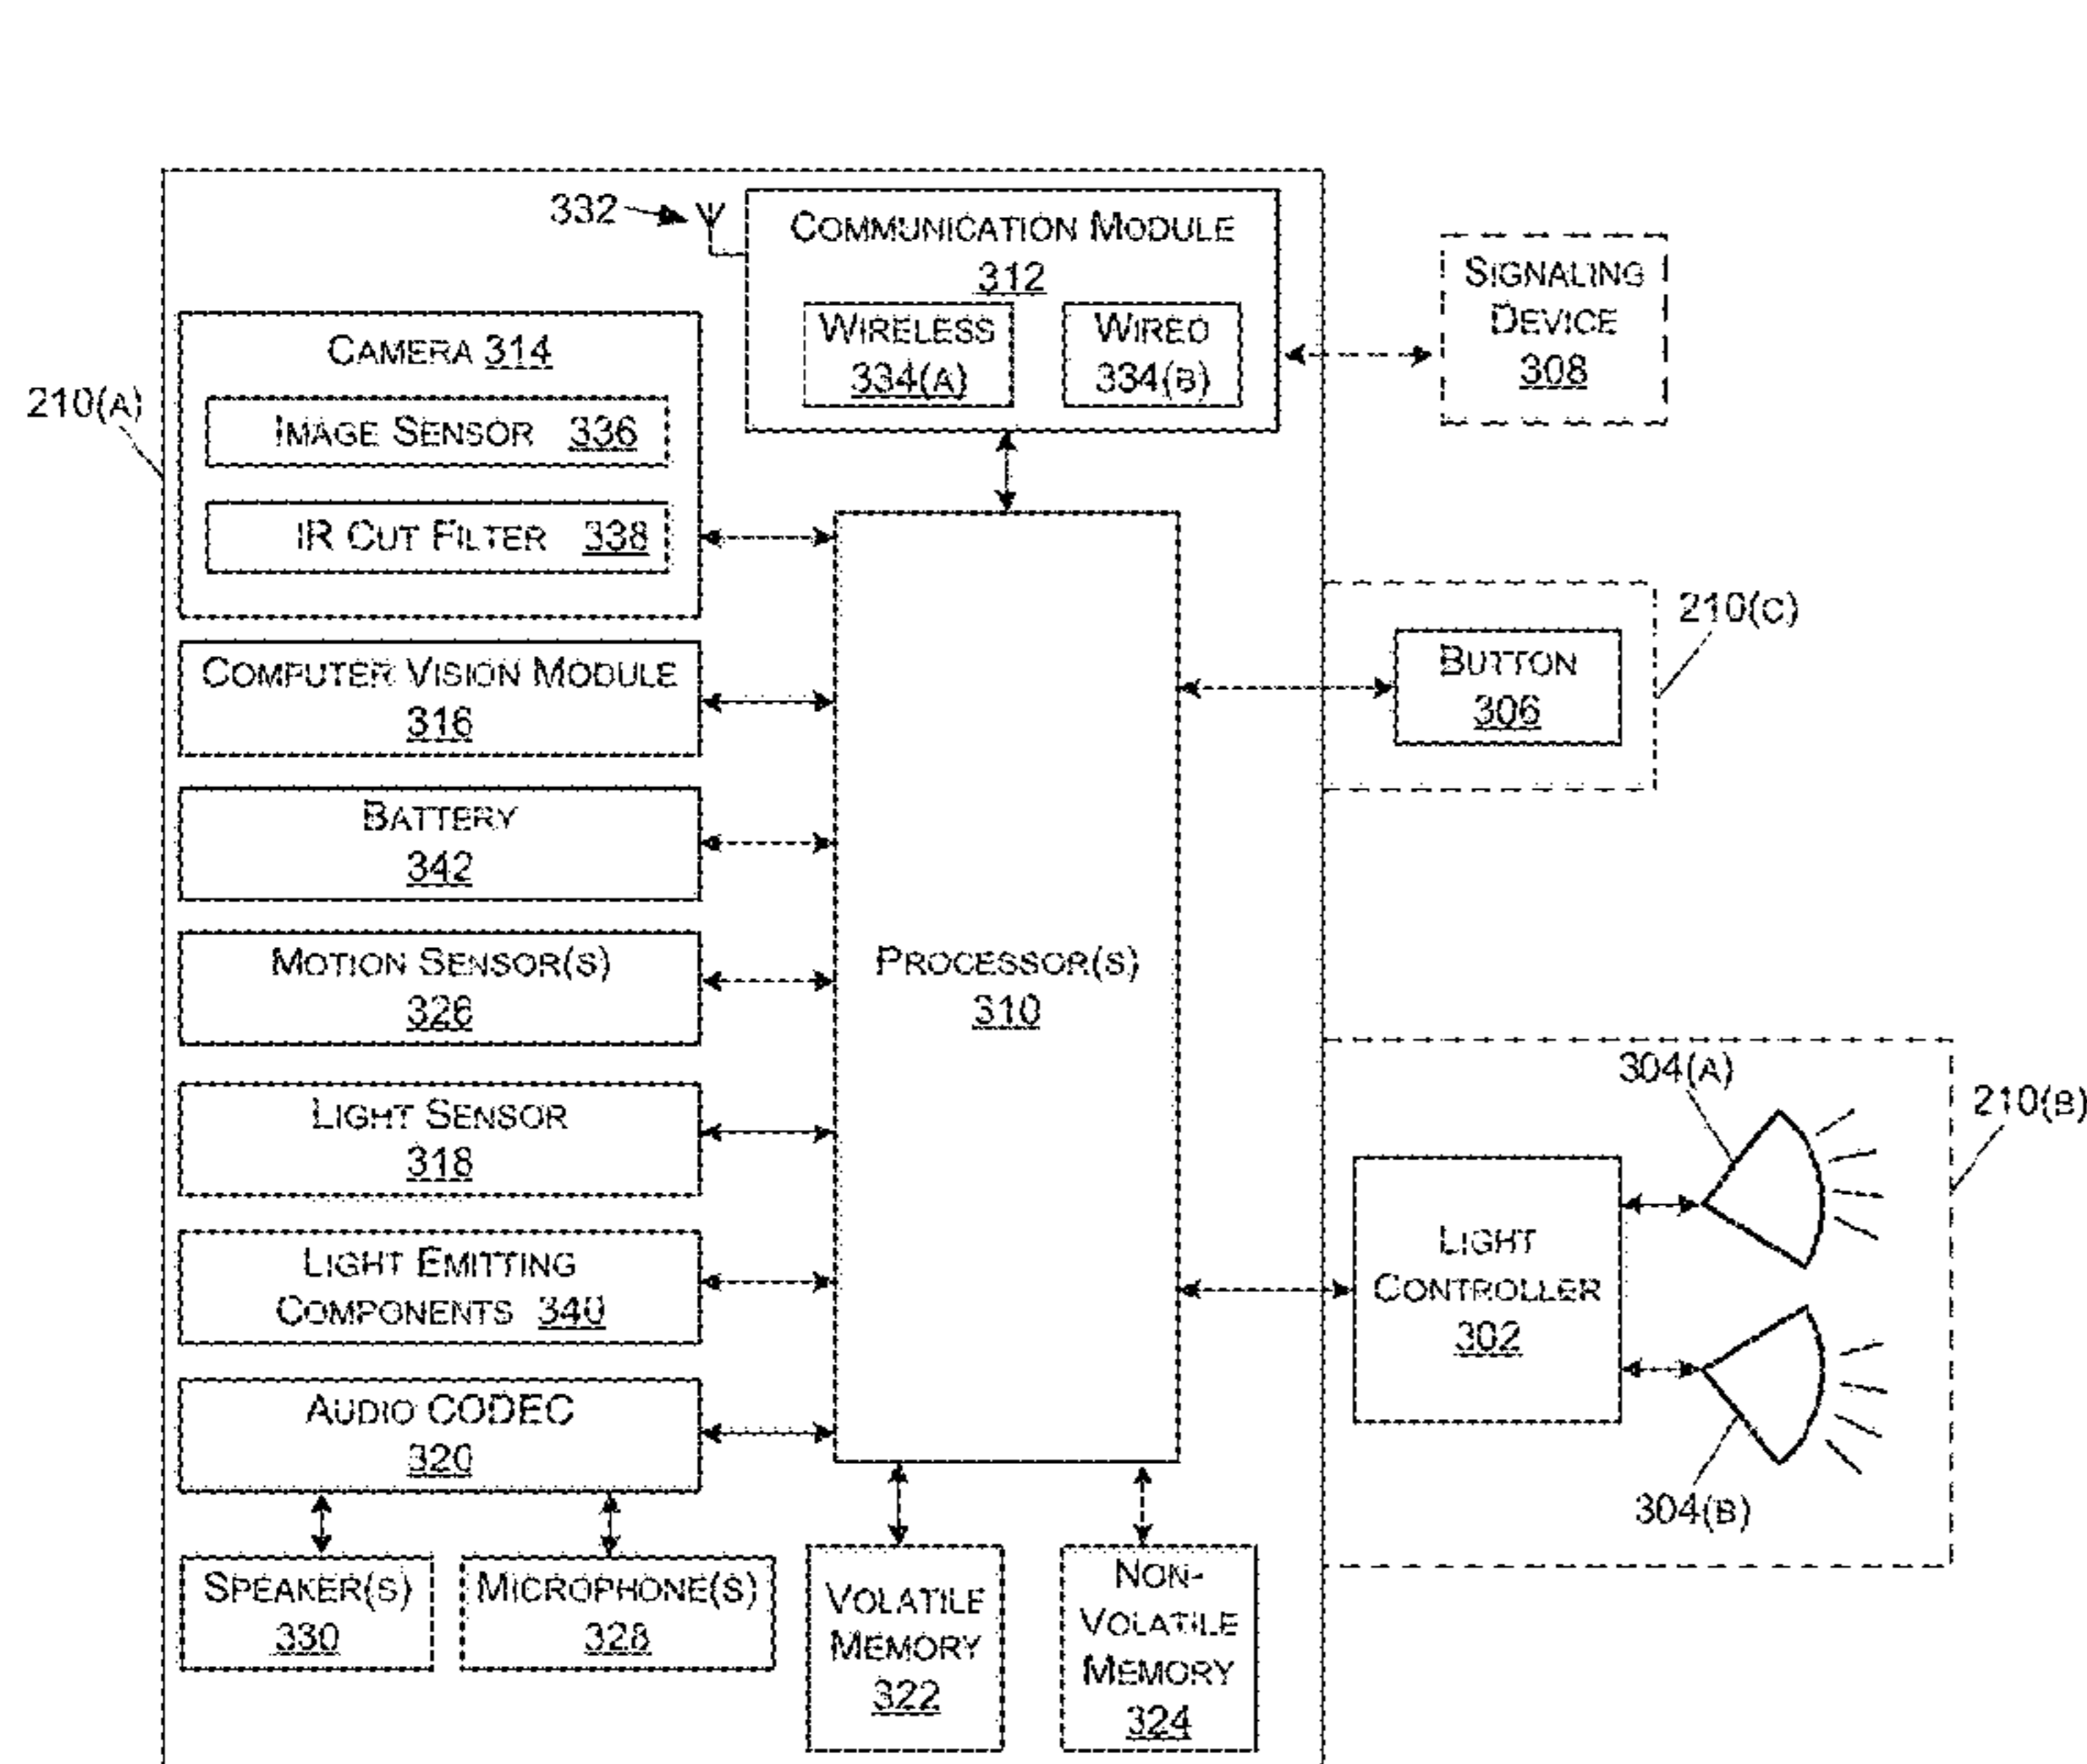 332
COMMUNICATION MODULE
312
WIRELESS
334(A)
WIRED
334(B)
SIGNALING
DEVICE
308
210(A)
CAMERA 314
IMAGE SENSOR 336
IR CUT FILTER 338
COMPUTER VISION MODULE
316
BATTERY
342
MOTION SENSOR(S)
326
LIGHT SENSOR
318
LIGHT EMITTING
COMPONENTS 340
AUDIO CODEC
320
SPEAKER(S)
330
MICROPHONE(S)
328
PROCESSOR(S)
310
VOLATILE
MEMORY
322
NON-
VOLATILE
MEMORY
324
210(C)
BUTTON
306
304(A)
210(B)
LIGHT
CONTROLLER
302
304(B)